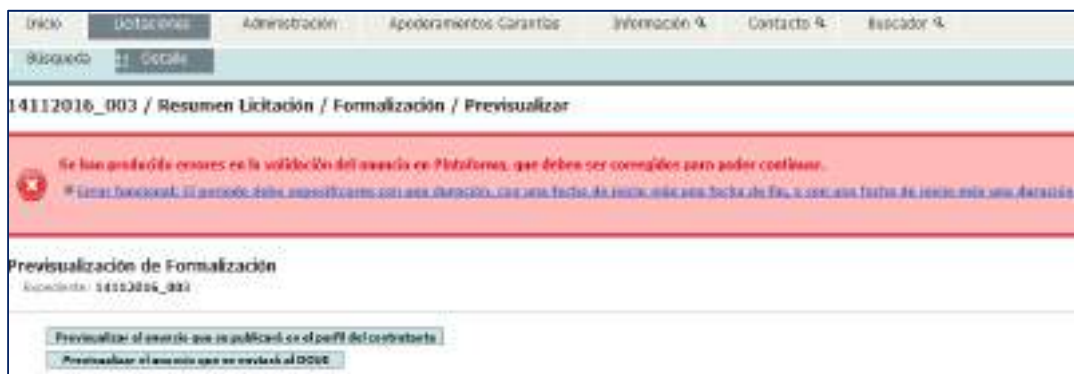 Inicio Licitaciones Administración Apoderamientos Garantías Información Contacto Buscador
Búsqueda Detalle
14112016_003 / Resumen Licitación / Formalización / Previsualizar
Se han producido errores en la validación del anuncio en Plataforma, que deben ser corregidos para poder continuar.
Error funcional: El periodo debe especificarse con una duración, con una fecha de inicio más una fecha de fin, o con una fecha de inicio más una duración
Previsualización de Formalización
Expediente: 14112016_003
Previsualizar el anuncio que se publicará en el perfil del contratante
Previsualizar el anuncio que se enviará al DOUE